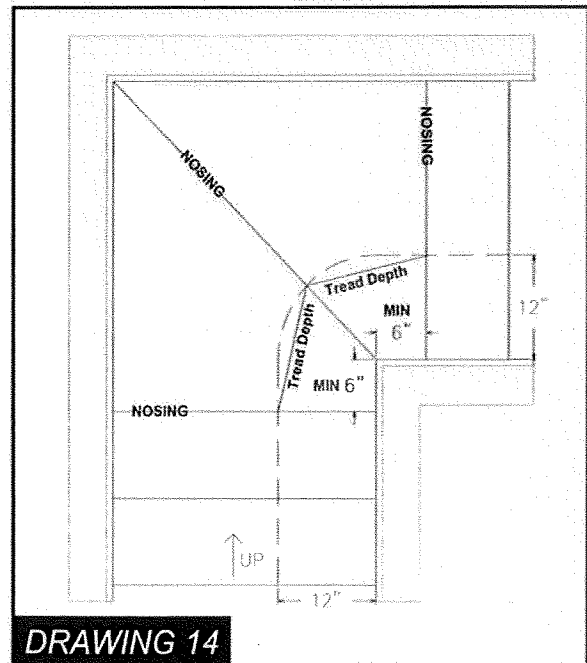 NOSING
NOSING
Tread Depth
MIN
6"
12"
Tread Depth
MIN 6"
NOSING
UP
12"
DRAWING 14